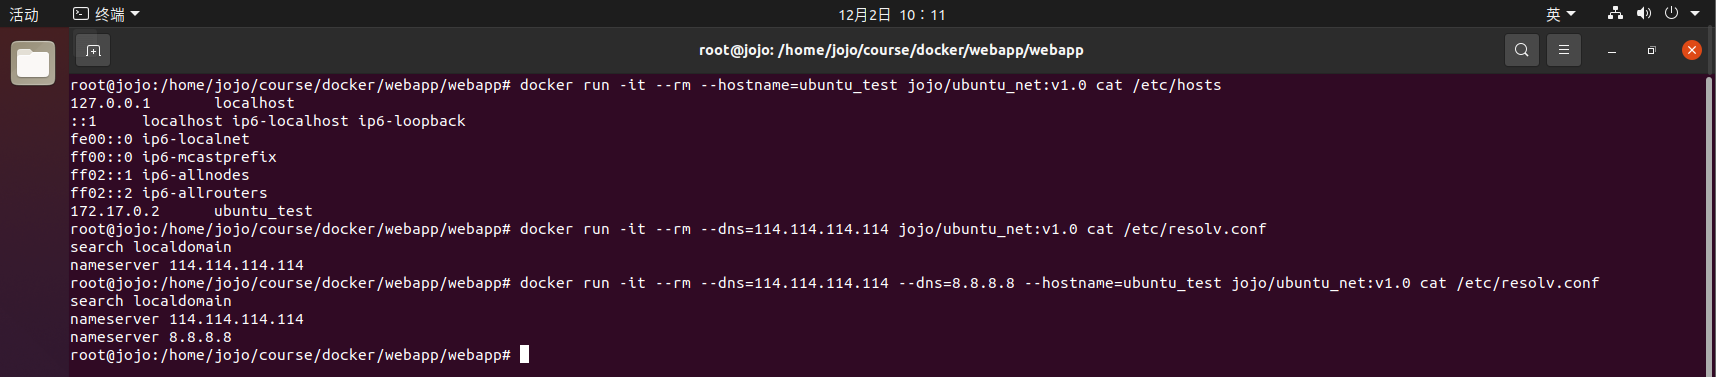 活动 终端 12月2日 10：11 英
root@jojo: /home/jojo/course/docker/webapp/webapp
root@jojo:/home/jojo/course/docker/webapp/webapp# docker run -it --rm --hostname=ubuntu_test jojo/ubuntu_net:v1.0 cat /etc/hosts
127.0.0.1       localhost
::1     localhost ip6-localhost ip6-loopback
fe00::0 ip6-localnet
ff00::0 ip6-mcastprefix
ff02::1 ip6-allnodes
ff02::2 ip6-allrouters
172.17.0.2      ubuntu_test
root@jojo:/home/jojo/course/docker/webapp/webapp# docker run -it --rm --dns=114.114.114.114 jojo/ubuntu_net:v1.0 cat /etc/resolv.conf
search localdomain
nameserver 114.114.114.114
root@jojo:/home/jojo/course/docker/webapp/webapp# docker run -it --rm --dns=114.114.114.114 --dns=8.8.8.8 --hostname=ubuntu_test jojo/ubuntu_net:v1.0 cat /etc/resolv.conf
search localdomain
nameserver 114.114.114.114
nameserver 8.8.8.8
root@jojo:/home/jojo/course/docker/webapp/webapp#